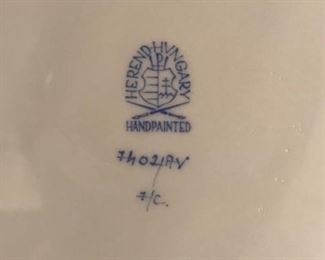 HEREND HUNGARY
HANDPAINTED
7402/AV
7/C.